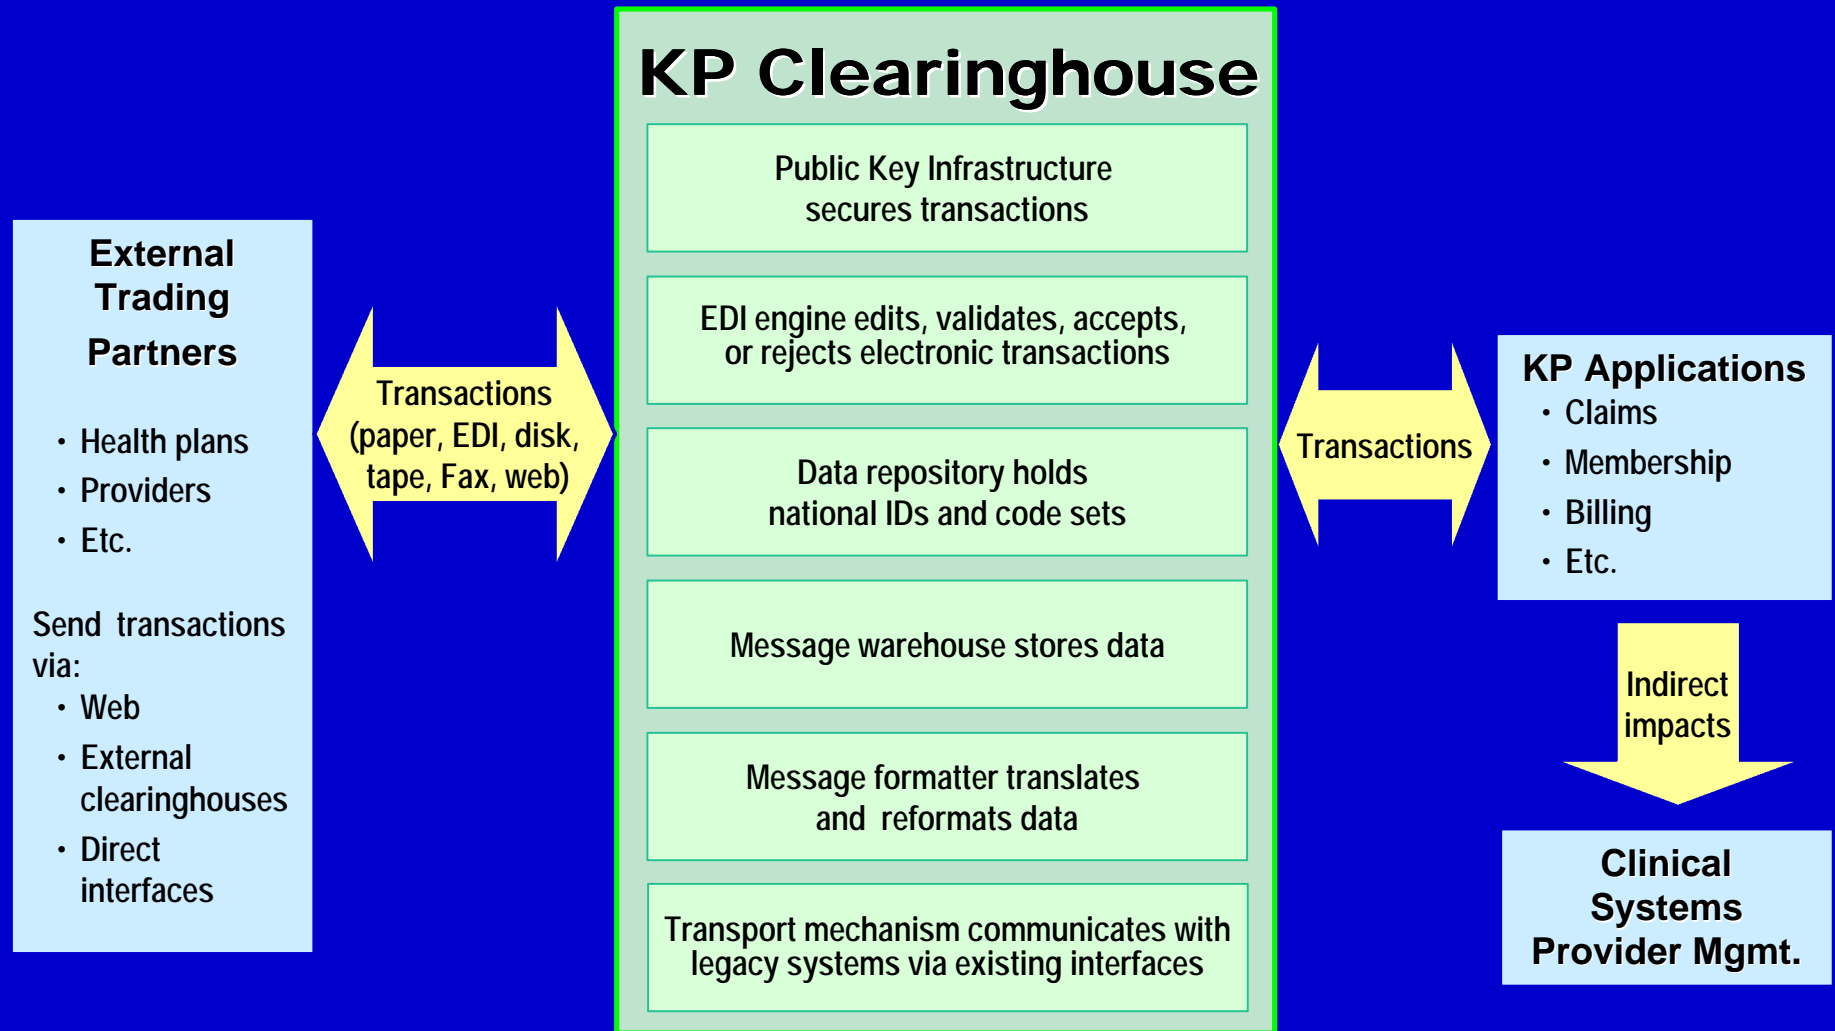 KP Clearinghouse
Public Key Infrastructure
secures transactions
EDI engine edits, validates, accepts,
or rejects electronic transactions
Data repository holds
national IDs and code sets
Message warehouse stores data
Message formatter translates
and reformats data
Transport mechanism communicates with
legacy systems via existing interfaces
External
Trading
Partners
· Health plans
· Providers
· Etc.
Send transactions
via:
· Web
· External
clearinghouses
· Direct
interfaces
Transactions
(paper, EDI, disk,
tape, Fax, web)
Transactions
KP Applications
· Claims
· Membership
· Billing
· Etc.
Indirect
impacts
Clinical
Systems
Provider Mgmt.